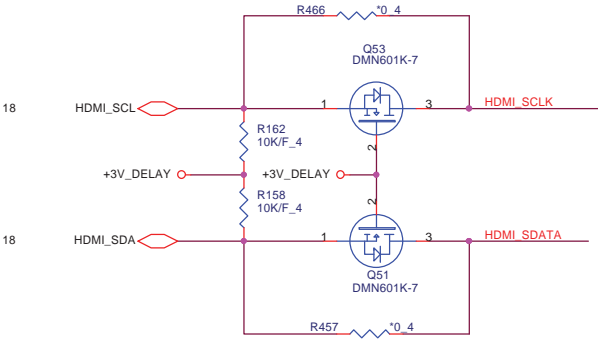 R466 *0_4
Q53
DMN601K-7
18 HDMI_SCL 1 3 HDMI_SCLK
R162
10K/F_4
2
+3V_DELAY +3V_DELAY
R158
10K/F_4
2
18 HDMI_SDA 1 3 HDMI_SDATA
Q51
DMN601K-7
R457 *0_4